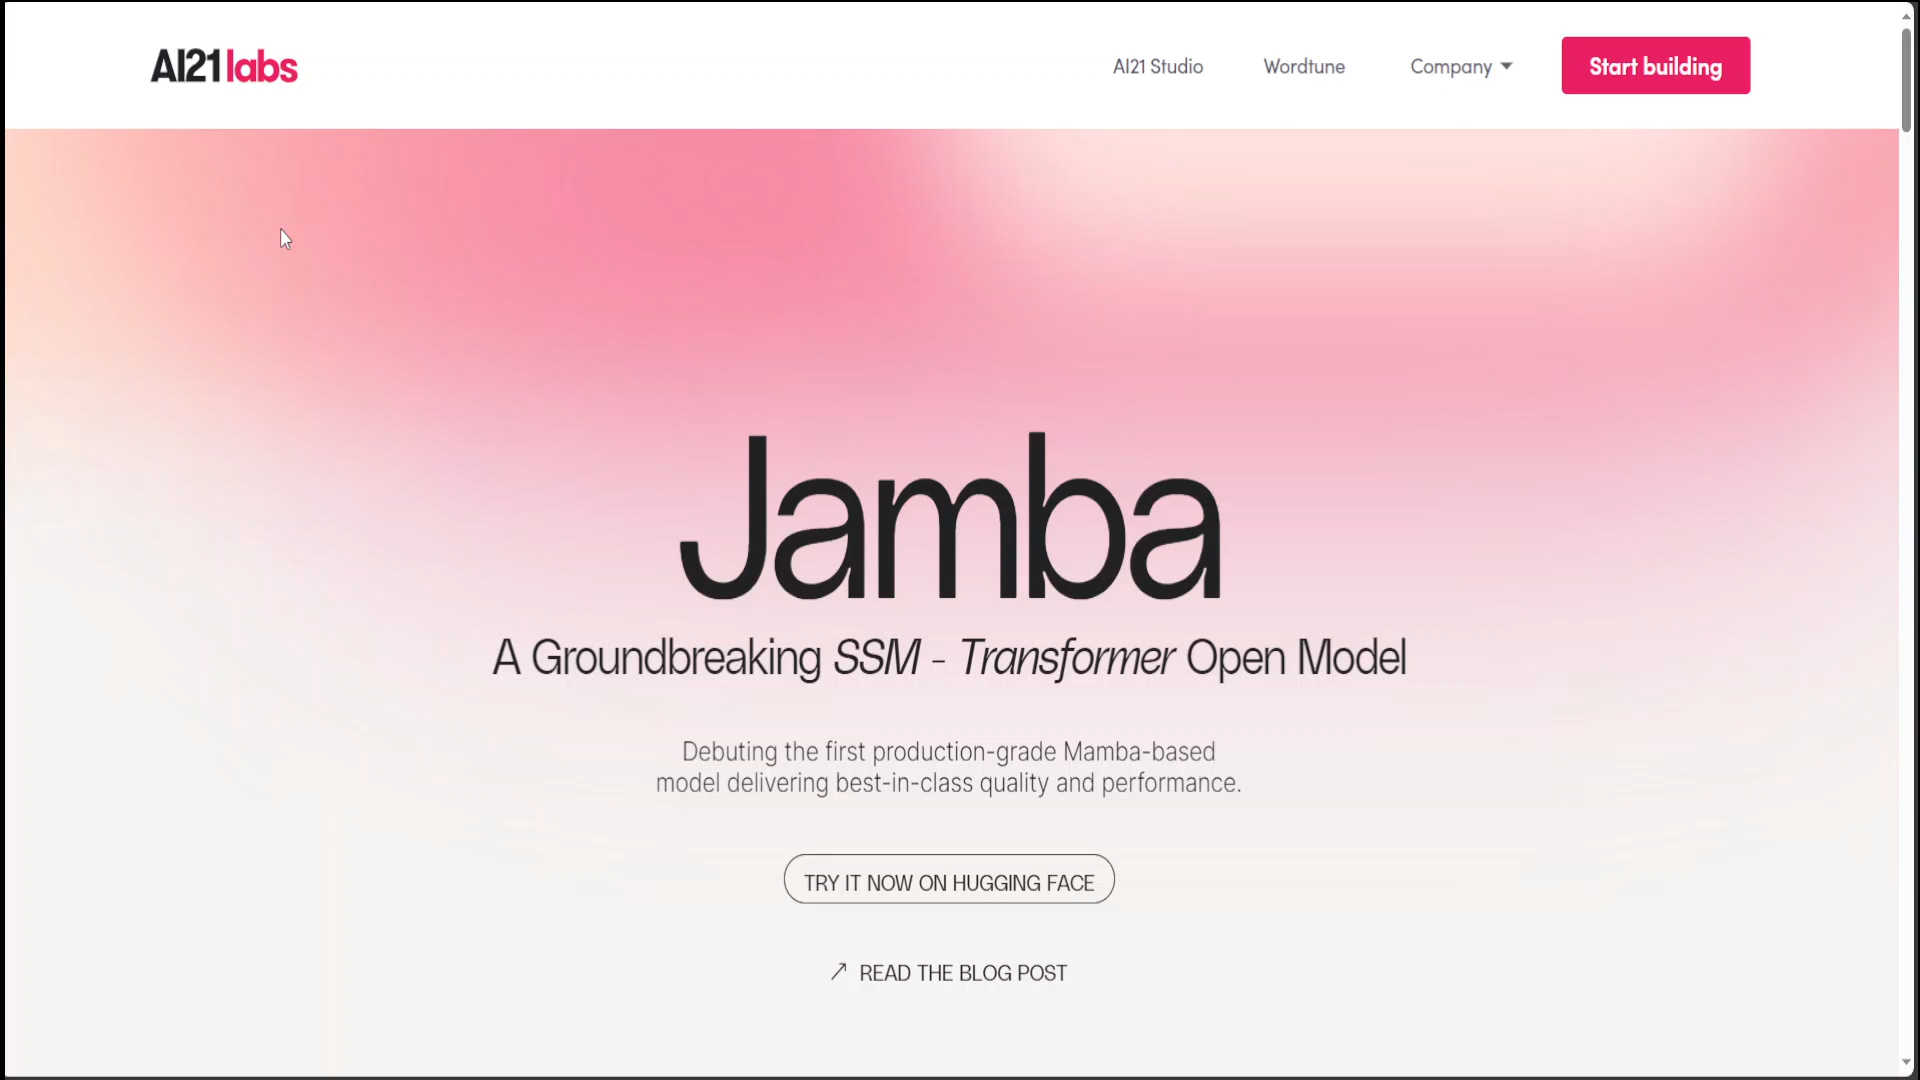 AI21labs
AI21 Studio
Wordtune
Company
Start building
Jamba
A Groundbreaking SSM - Transformer Open Model
Debuting the first production-grade Mamba-based
model delivering best-in-class quality and performance.
TRY IT NOW ON HUGGING FACE
READ THE BLOG POST